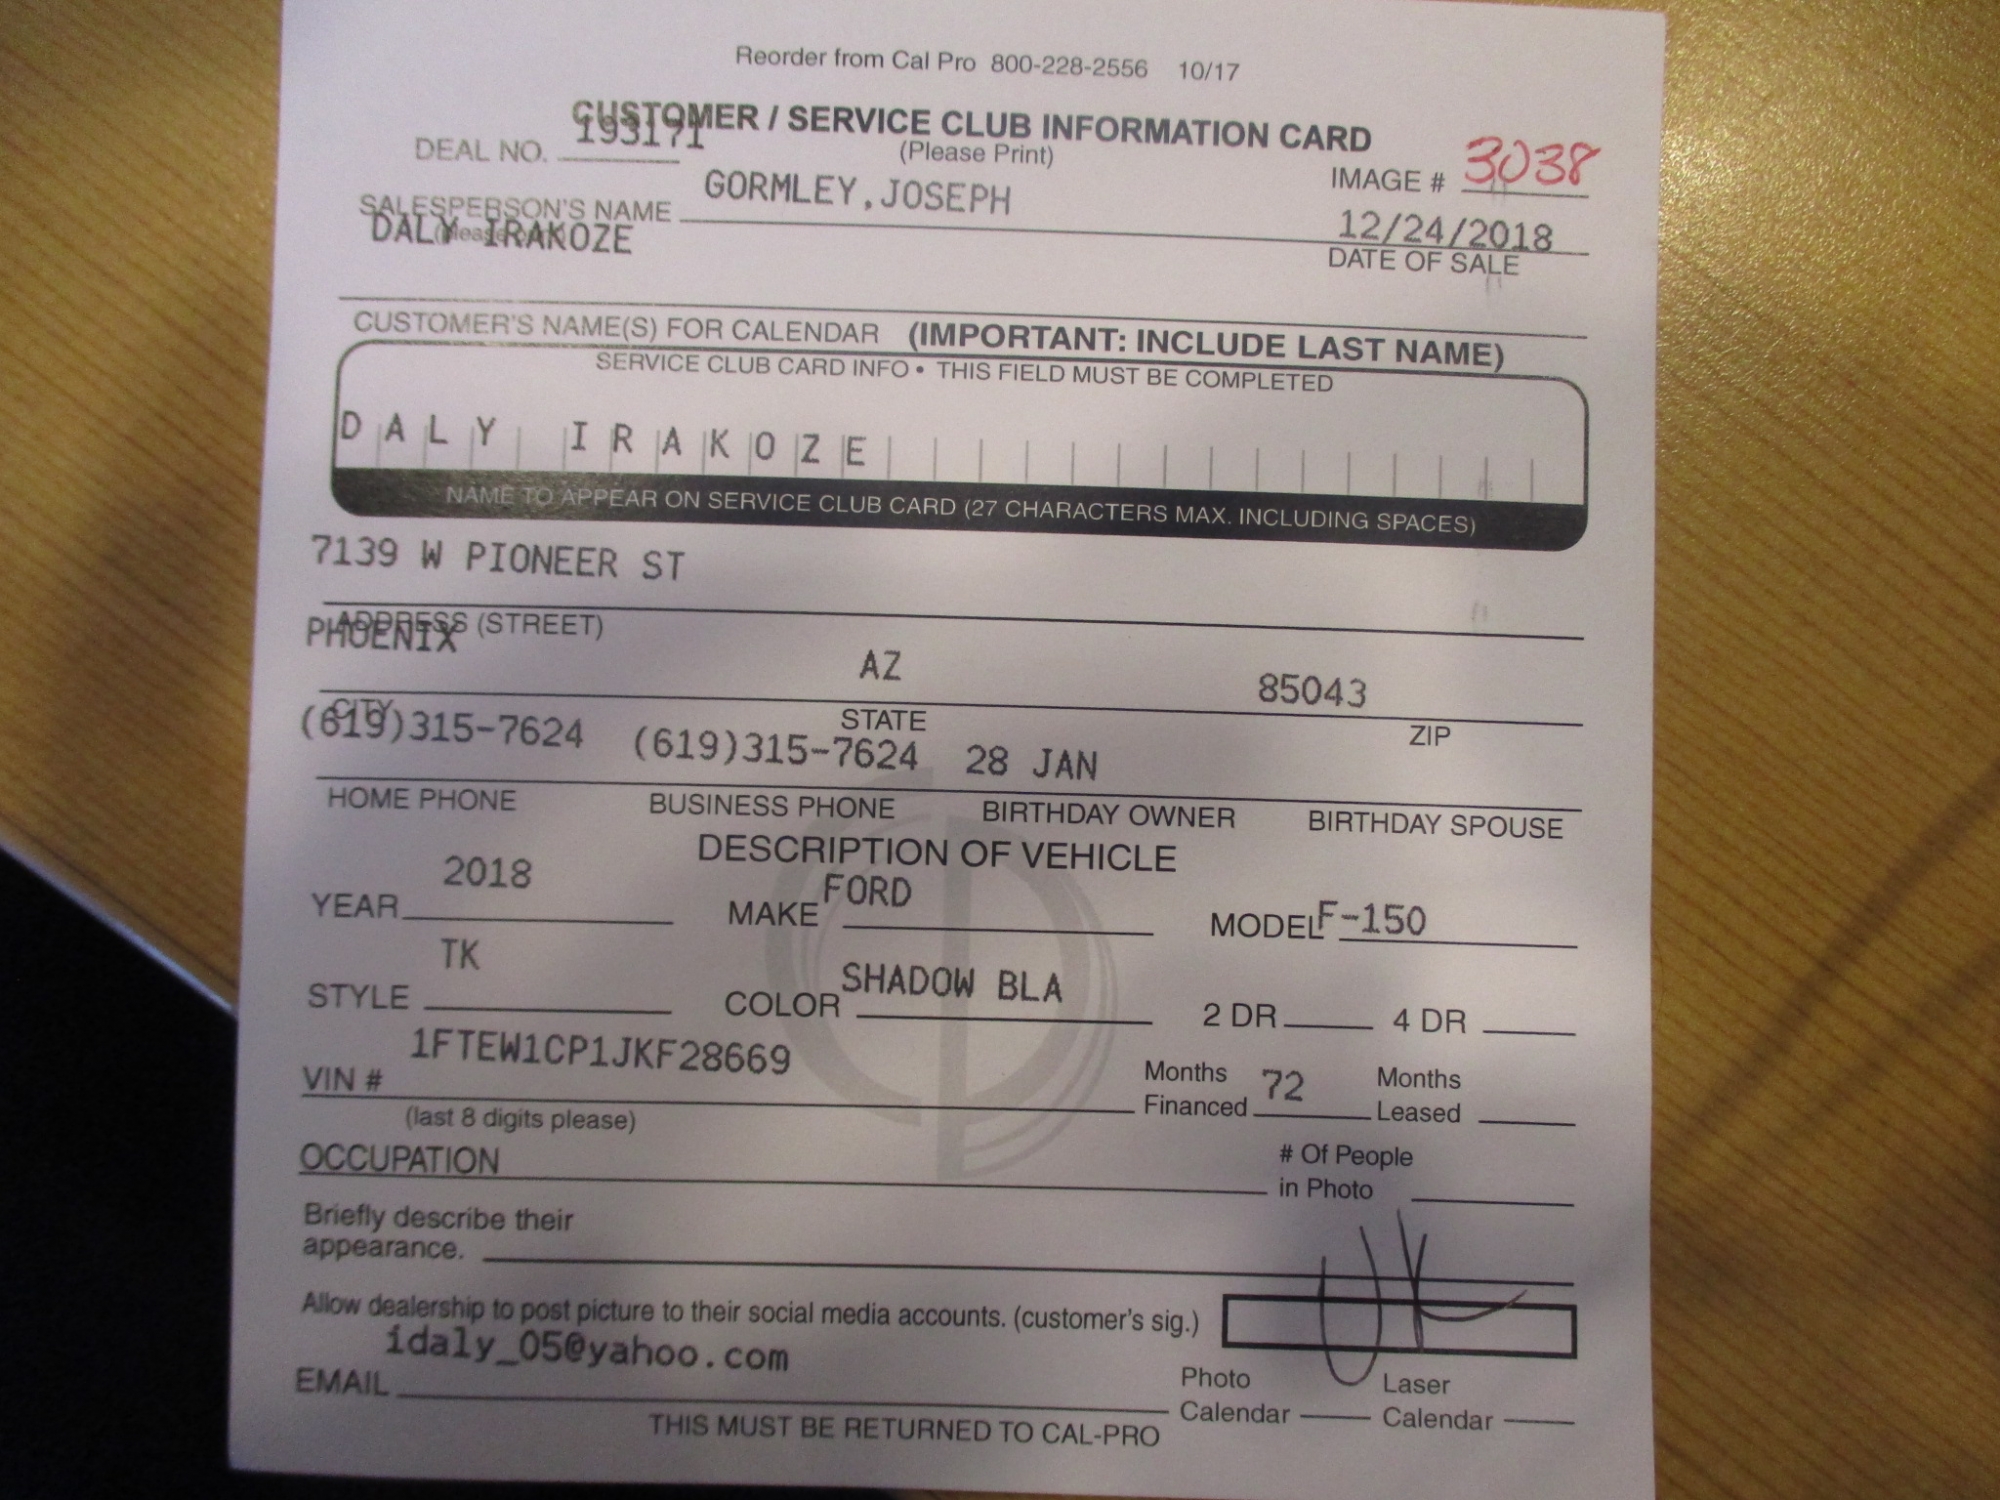 Reorder from Cal Pro 800-228-2556 10/17
CUSTOMER / SERVICE CLUB INFORMATION CARD
(Please Print)
DEAL NO. 193171
IMAGE # 3038
SALESPERSON'S NAME GORMLEY,JOSEPH
(Please
DALY IRAKOZE
12/24/2018
DATE OF SALE
CUSTOMER'S NAME(S) FOR CALENDAR (IMPORTANT: INCLUDE LAST NAME)
SERVICE CLUB CARD INFO • THIS FIELD MUST BE COMPLETED
DALY IRAKOZE
NAME TO APPEAR ON SERVICE CLUB CARD (27 CHARACTERS MAX. INCLUDING SPACES)
7139 W PIONEER ST
ADDRESS (STREET)
PHOENIX AZ 85043
CITY STATE ZIP
(619)315-7624 (619)315-7624 28 JAN
HOME PHONE BUSINESS PHONE BIRTHDAY OWNER BIRTHDAY SPOUSE
DESCRIPTION OF VEHICLE
YEAR 2018 MAKE FORD MODEL F-150
STYLE TK COLOR SHADOW BLA 2 DR 4 DR
VIN # 1FTEW1CP1JKF28669
(last 8 digits please)
Months Financed 72 Months Leased
OCCUPATION
# Of People in Photo
Briefly describe their
appearance.
Allow dealership to post picture to their social media accounts. (customer's sig.)
EMAIL idaly_05@yahoo.com
Photo Calendar Laser Calendar
THIS MUST BE RETURNED TO CAL-PRO